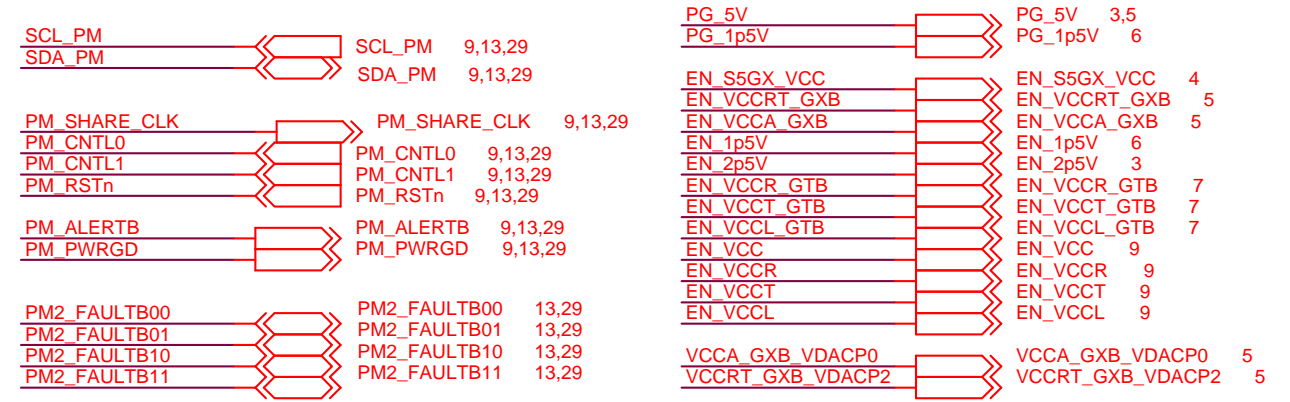 SCL_PM SCL_PM 9,13,29
SDA_PM SDA_PM 9,13,29
PM_SHARE_CLK PM_SHARE_CLK 9,13,29
PM_CNTL0 PM_CNTL0 9,13,29
PM_CNTL1 PM_CNTL1 9,13,29
PM_RSTn PM_RSTn 9,13,29
PM_ALERTB PM_ALERTB 9,13,29
PM_PWRGD PM_PWRGD 9,13,29
PM2_FAULTB00 PM2_FAULTB00 13,29
PM2_FAULTB01 PM2_FAULTB01 13,29
PM2_FAULTB10 PM2_FAULTB10 13,29
PM2_FAULTB11 PM2_FAULTB11 13,29
PG_5V PG_5V 3,5
PG_1p5V PG_1p5V 6
EN_S5GX_VCC EN_S5GX_VCC 4
EN_VCCRT_GXB EN_VCCRT_GXB 5
EN_VCCA_GXB EN_VCCA_GXB 5
EN_1p5V EN_1p5V 6
EN_2p5V EN_2p5V 3
EN_VCCR_GTB EN_VCCR_GTB 7
EN_VCCT_GTB EN_VCCT_GTB 7
EN_VCCL_GTB EN_VCCL_GTB 7
EN_VCC EN_VCC 9
EN_VCCR EN_VCCR 9
EN_VCCT EN_VCCT 9
EN_VCCL EN_VCCL 9
VCCA_GXB_VDACP0 VCCA_GXB_VDACP0 5
VCCRT_GXB_VDACP2 VCCRT_GXB_VDACP2 5